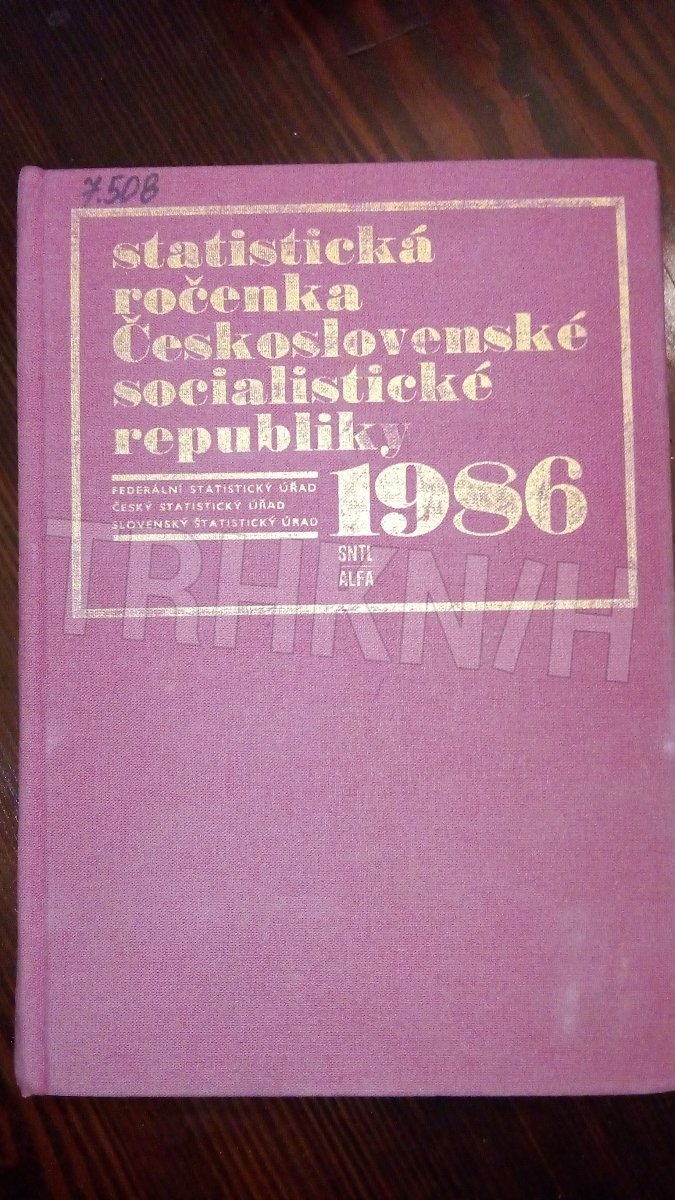 7.508
statistická
ročenka
Československé
socialistické
republiky
1986
FEDERÁLNÍ STATISTICKÝ ÚŘAD
ČESKÝ STATISTICKÝ ÚŘAD
SLOVENSKÝ ŠTATISTICKÝ ÚRAD
SNTL
ALFA
TRHKNIH